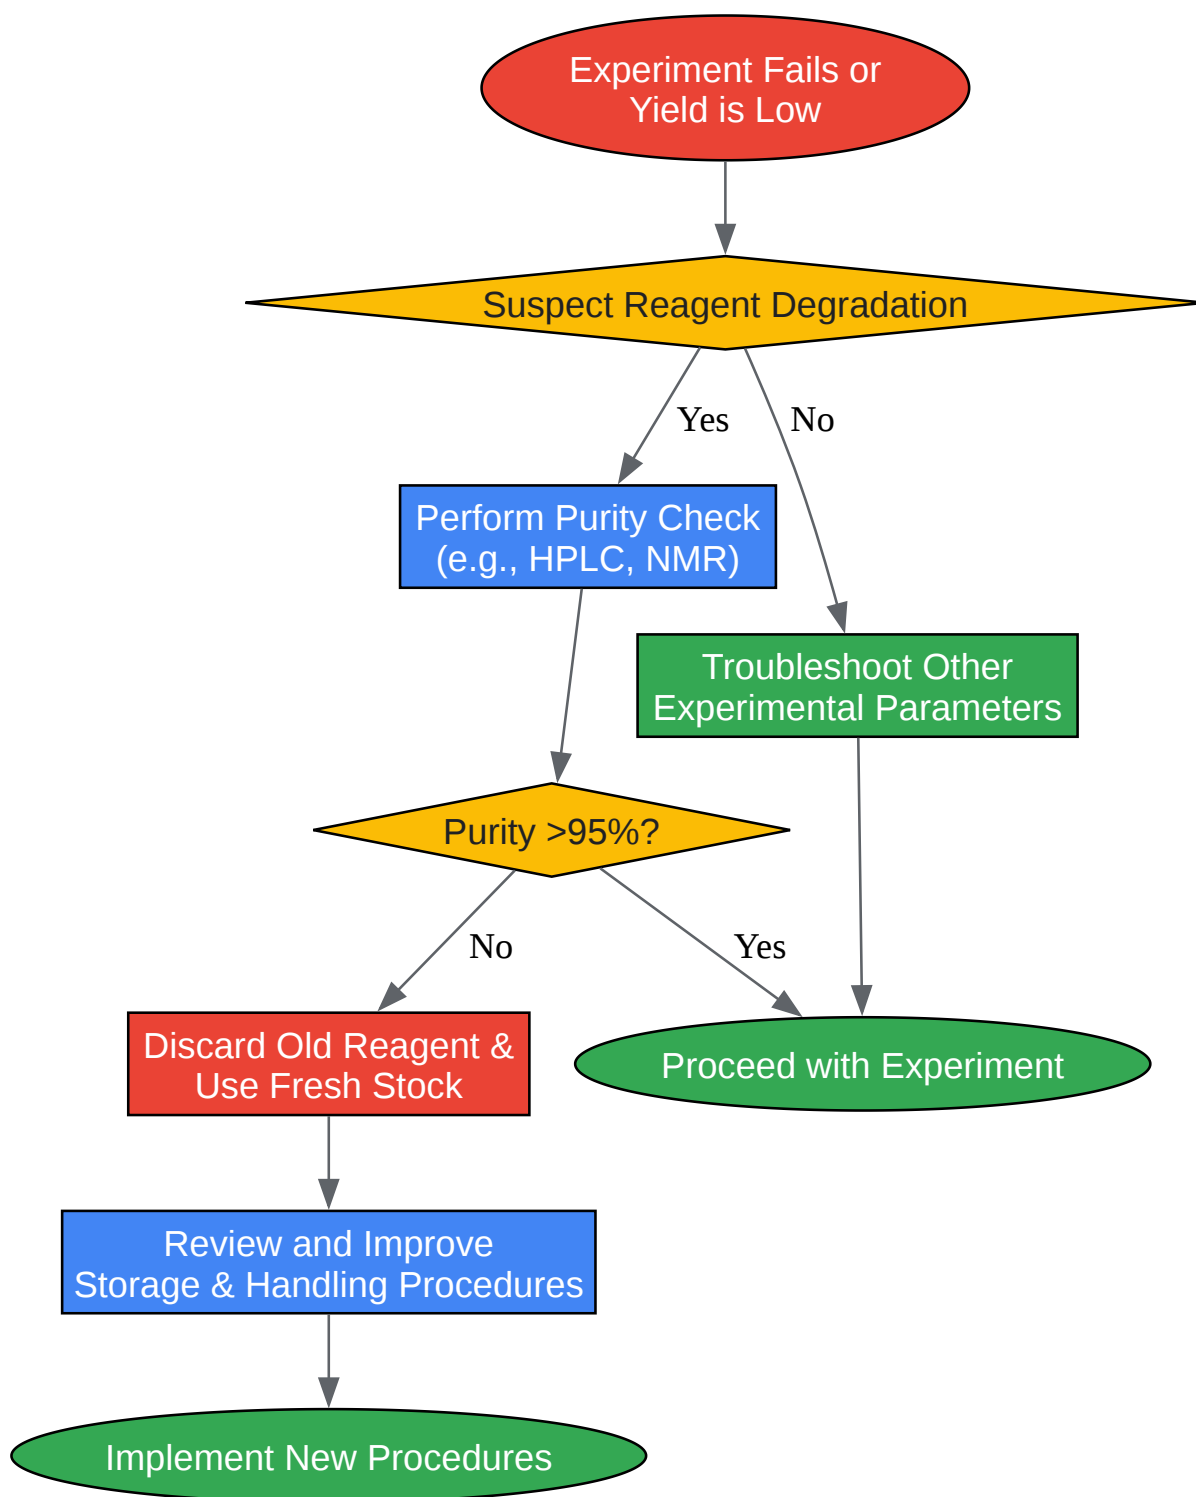 Experiment Fails or
Yield is Low
Suspect Reagent Degradation
Yes
No
Perform Purity Check
(e.g., HPLC, NMR)
Troubleshoot Other
Experimental Parameters
Purity >95%?
No
Yes
Discard Old Reagent &
Use Fresh Stock
Proceed with Experiment
Review and Improve
Storage & Handling Procedures
Implement New Procedures